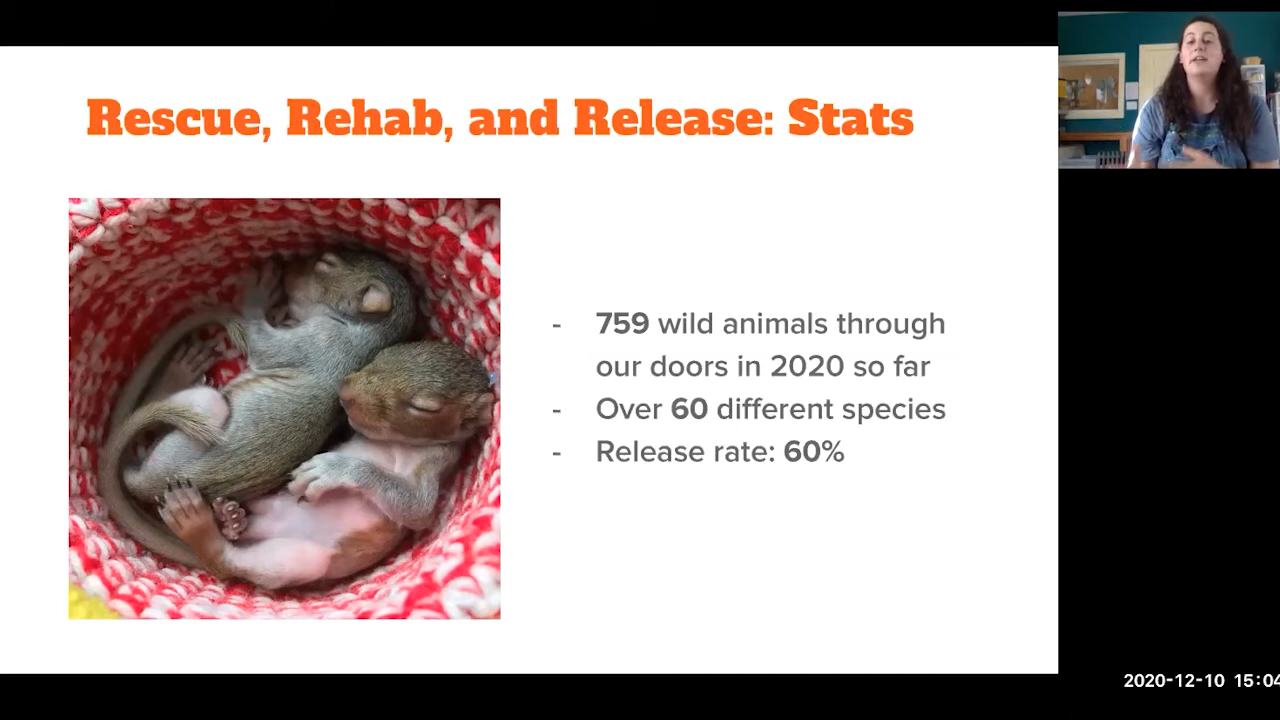 Rescue, Rehab, and Release: Stats
- 759 wild animals through
our doors in 2020 so far
- Over 60 different species
- Release rate: 60%
2020-12-10 15:04